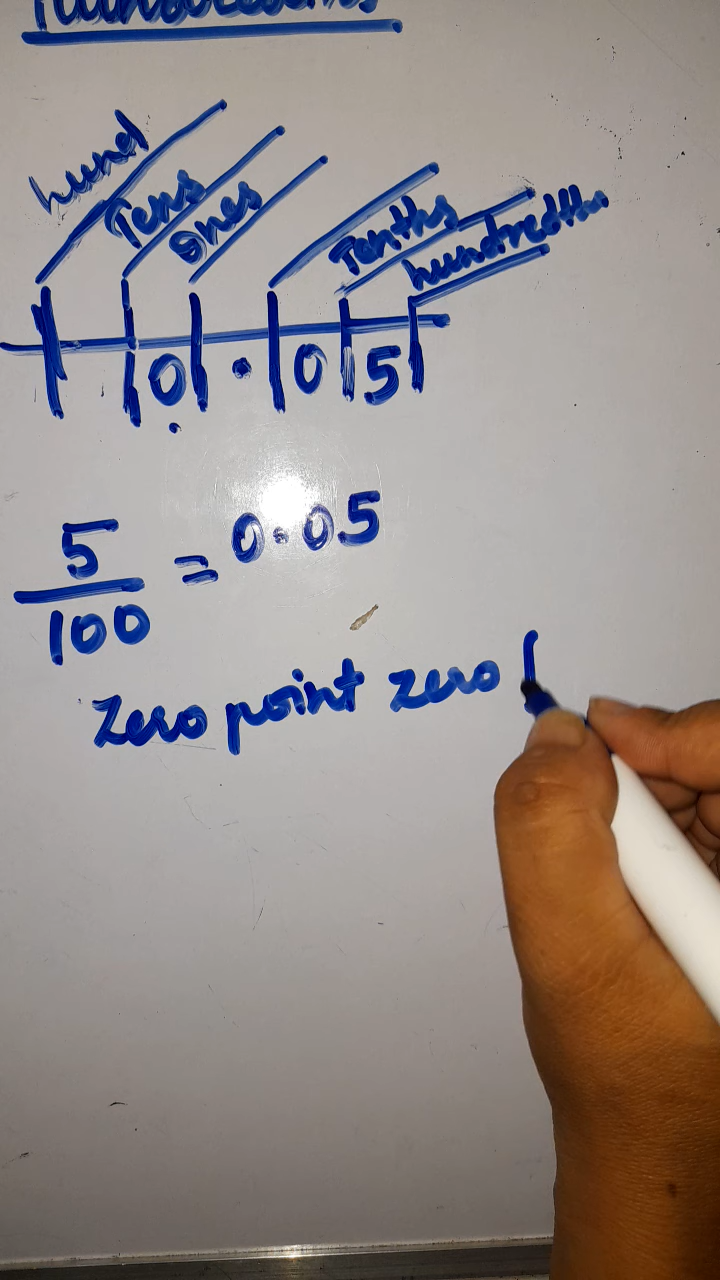 hund Tens Ones Tenths hundredths
0 . 0 5
5/100 = 0.05
Zero point zero